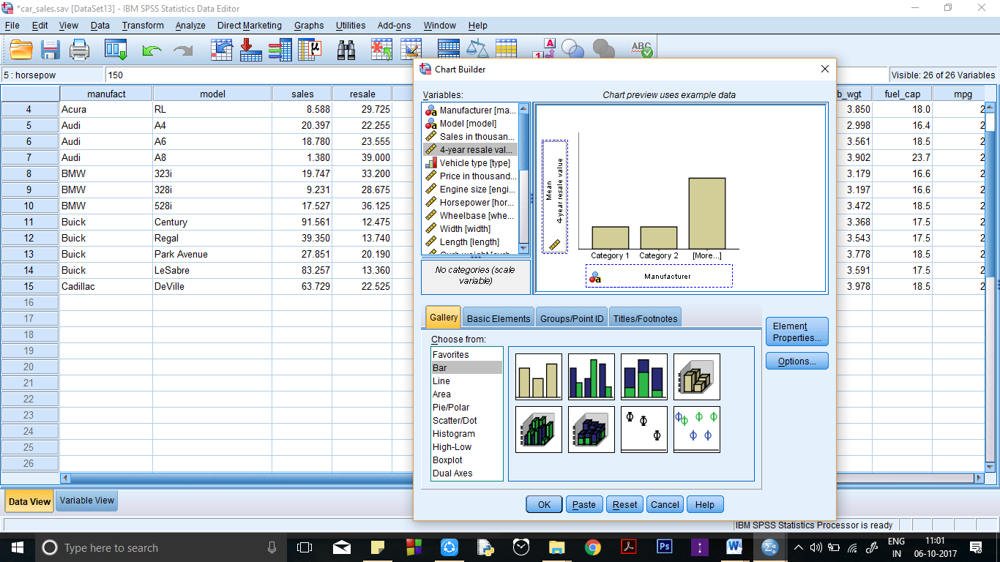 *car_sales.sav [DataSet13] - IBM SPSS Statistics Data Editor
File Edit View Data Transform Analyze Direct Marketing Graphs Utilities Add-ons Window Help
5 : horsepow 150 Visible: 26 of 26 Variables
manufact model sales resale b_wgt fuel_cap mpg
4 Acura RL 8.588 29.725 3.850 18.0 2
5 Audi A4 20.397 22.255 2.998 16.4 2
6 Audi A6 18.780 23.555 3.561 18.5 2
7 Audi A8 1.380 39.000 3.902 23.7 2
8 BMW 323i 19.747 33.200 3.179 16.6 2
9 BMW 328i 9.231 28.675 3.197 16.6 2
10 BMW 528i 17.527 36.125 3.472 18.5 2
11 Buick Century 91.561 12.475 3.368 17.5 2
12 Buick Regal 39.350 13.740 3.543 17.5 2
13 Buick Park Avenue 27.851 20.190 3.778 18.5 2
14 Buick LeSabre 83.257 13.360 3.591 17.5 2
15 Cadillac DeVille 63.729 22.525 3.978 18.5 2
16
17
18
19
20
21
22
23
24
25
26
Chart Builder
Variables:
Manufacturer [ma...
Model [model]
Sales in thousan...
4-year resale val...
Vehicle type [type]
Price in thousand...
Engine size [engi...
Horsepower [hor...
Wheelbase [whe...
Width [width]
Length [length]
No categories (scale
variable)
Chart preview uses example data
Mean
4-year resale value
Category 1 Category 2 [More...]
Manufacturer
Gallery Basic Elements Groups/Point ID Titles/Footnotes
Element
Properties...
Options...
Choose from:
Favorites
Bar
Line
Area
Pie/Polar
Scatter/Dot
Histogram
High-Low
Boxplot
Dual Axes
OK Paste Reset Cancel Help
Data View Variable View
IBM SPSS Statistics Processor is ready
Type here to search
ENG
IN
11:01
06-10-2017